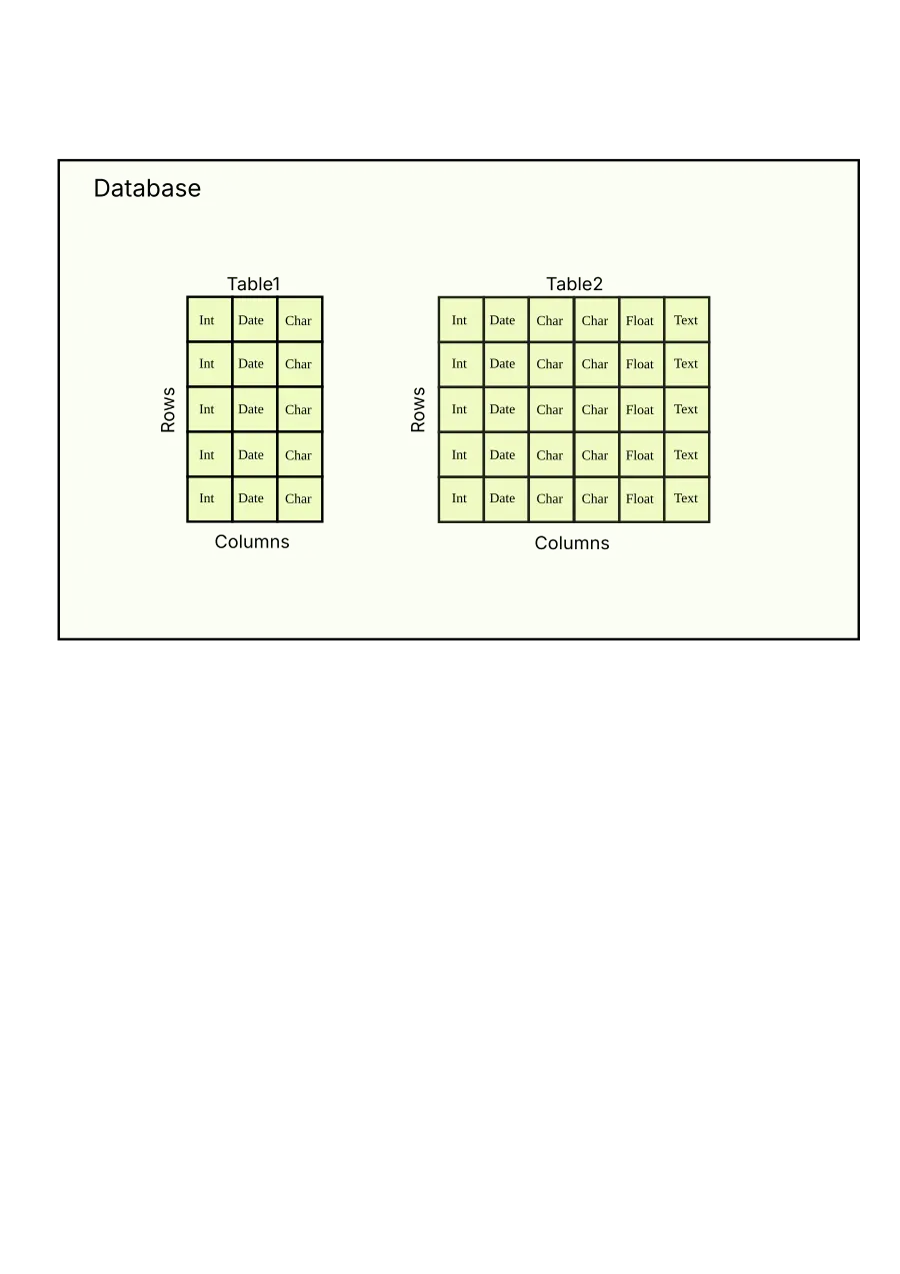 Database
Table1
Int Date Char
Int Date Char
Int Date Char
Int Date Char
Int Date Char
Rows
Columns
Table2
Int Date Char Char Float Text
Int Date Char Char Float Text
Int Date Char Char Float Text
Int Date Char Char Float Text
Int Date Char Char Float Text
Rows
Columns